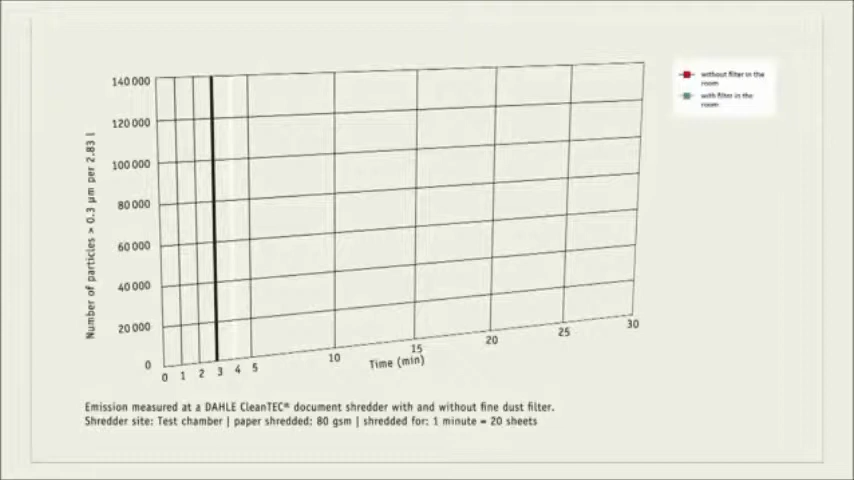 140 000
120 000
100 000
80 000
60 000
40 000
20 000
0
Number of particles > 0.3 µm per 2.83 l
0 1 2 3 4 5 10 15 20 25 30
Time (min)
without filter in the
room
with filter in the
room
Emission measured at a DAHLE CleanTEC® document shredder with and without fine dust filter.
Shredder site: Test chamber | paper shredded: 80 gsm | shredded for: 1 minute = 20 sheets